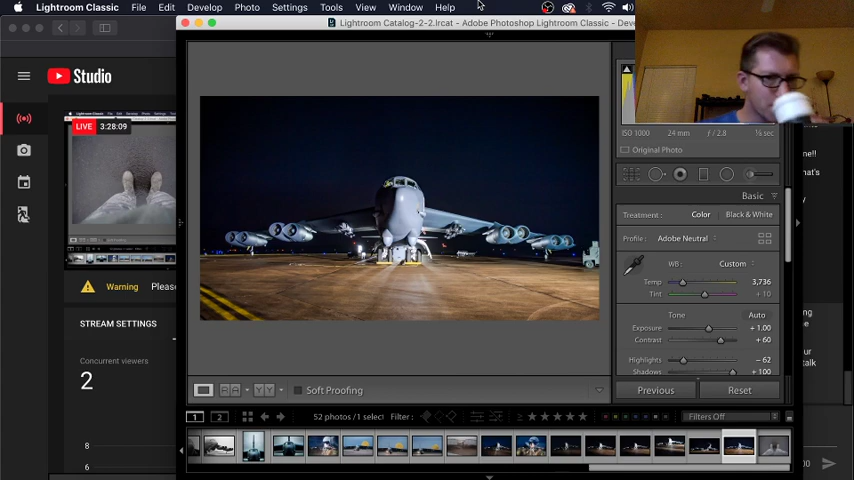 Lightroom Classic File Edit Develop Photo Settings Tools View Window Help
Lightroom Catalog-2-2.lrcat - Adobe Photoshop Lightroom Classic - Deve
Studio
LIVE 3:28:09
Warning Please
STREAM SETTINGS
Concurrent viewers
2
8
6
ISO 1000 24 mm f / 2.8
Original Photo
Basic
Treatment: Color Black & White
Profile: Adobe Neutral
WB: Custom
Temp 3,736
Tint + 10
Tone Auto
Exposure + 1.00
Contrast + 60
Highlights − 62
Shadows + 100
Previous Reset
Soft Proofing
1 2 52 photos / 1 select Filter : Filters Off
ne!!
talk